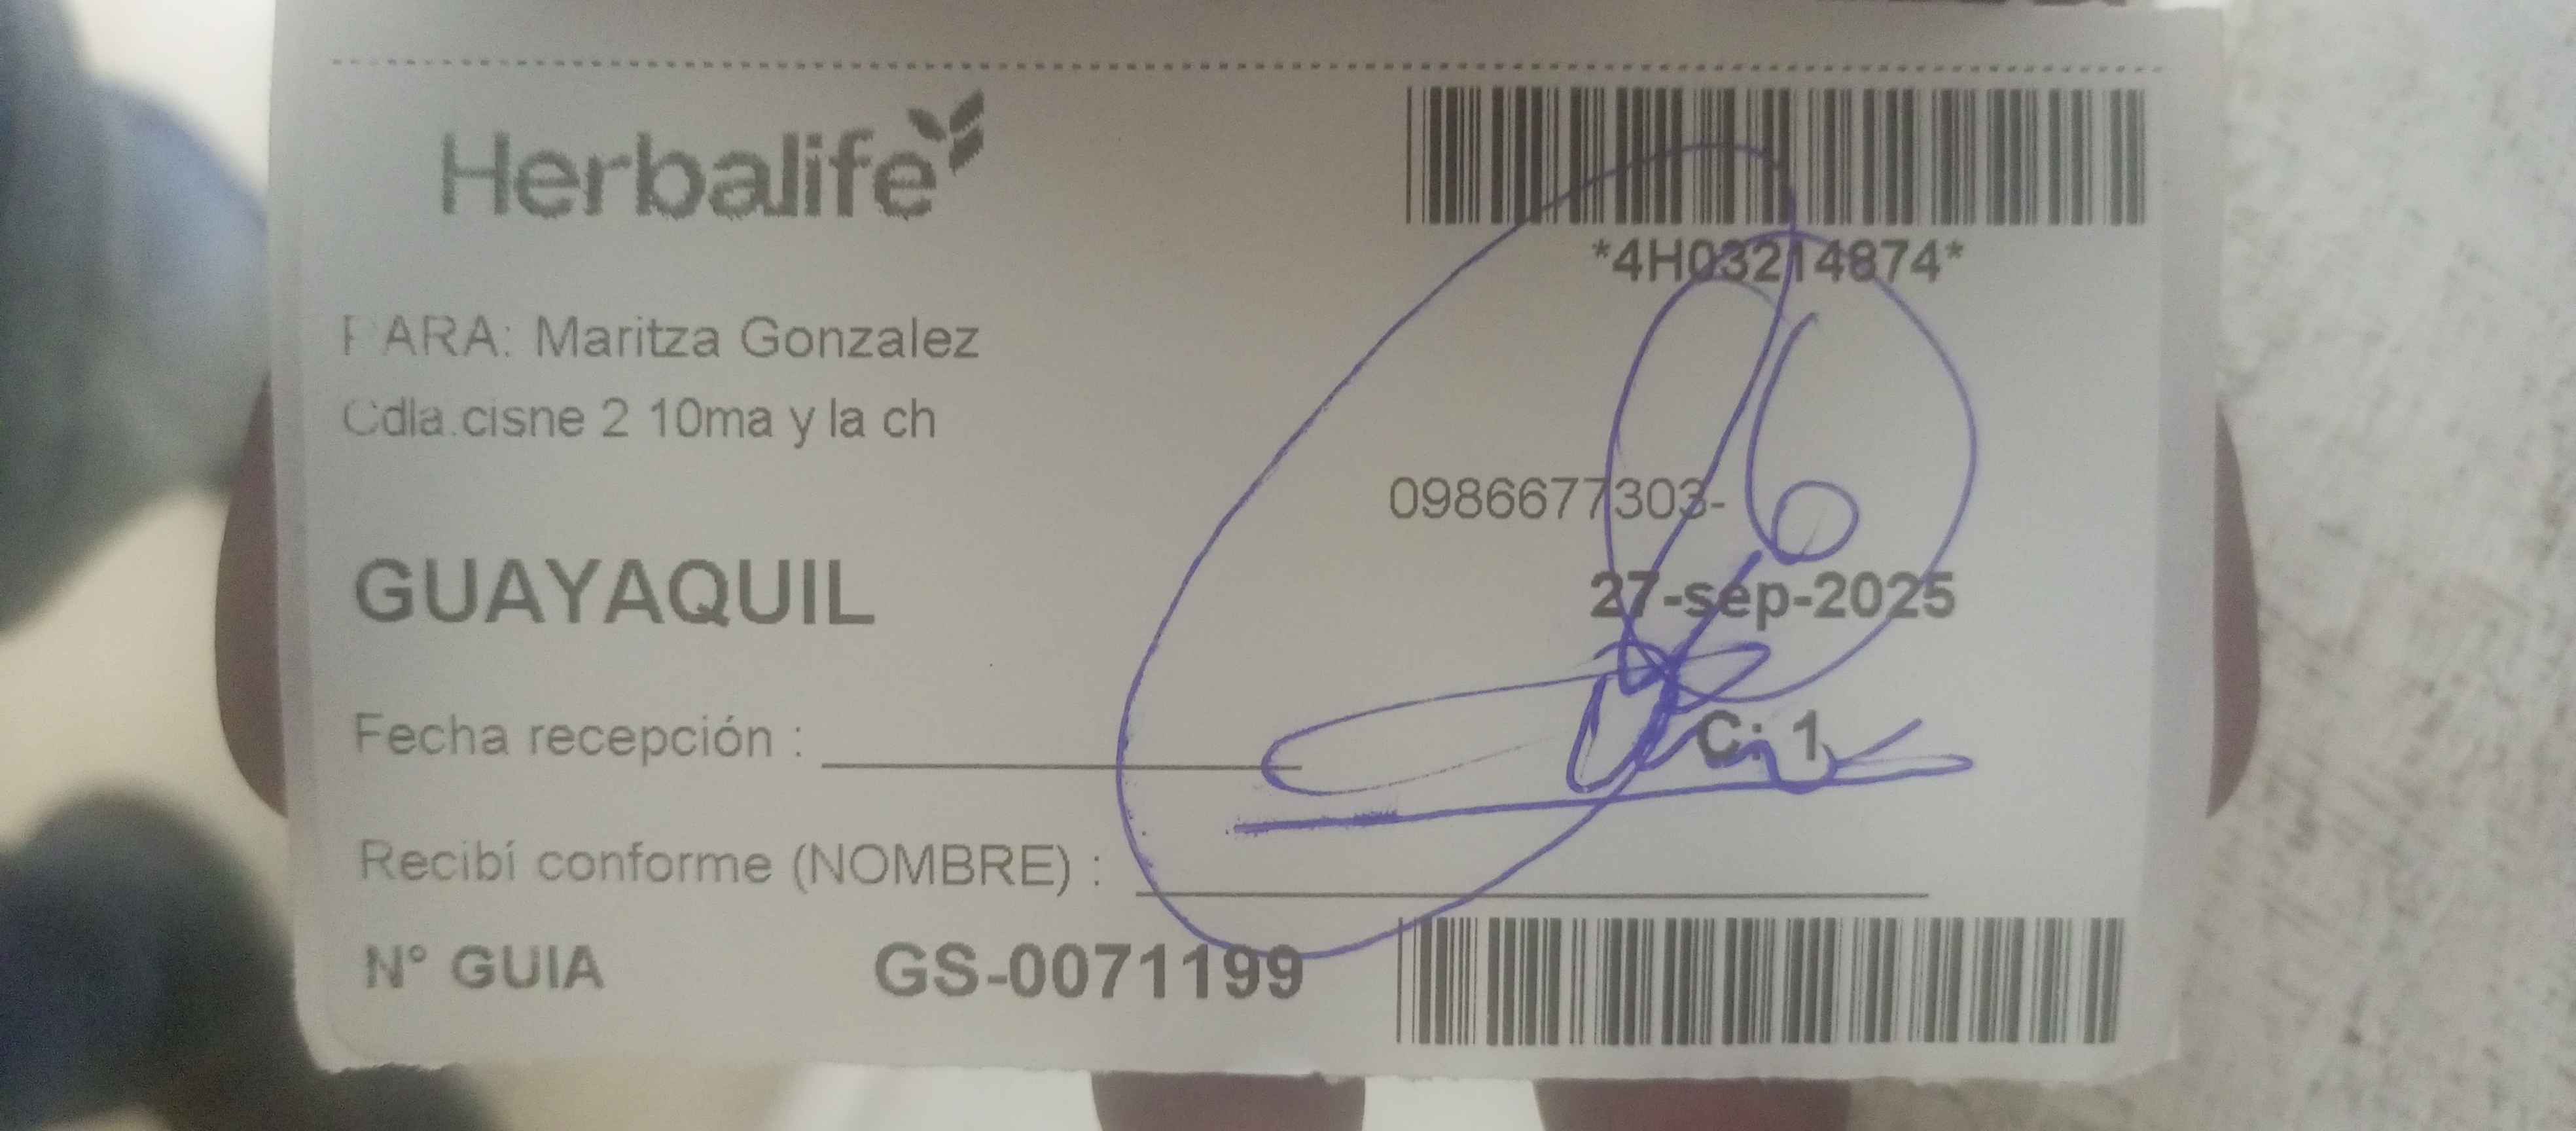 Herbalife
*4H03214874*
PARA: Maritza Gonzalez
Cdla.cisne 2 10ma y la ch
0986677303-
GUAYAQUIL
27-sep-2025
Fecha recepción :
C: 1
Recibí conforme (NOMBRE) :
N° GUIA GS-0071199